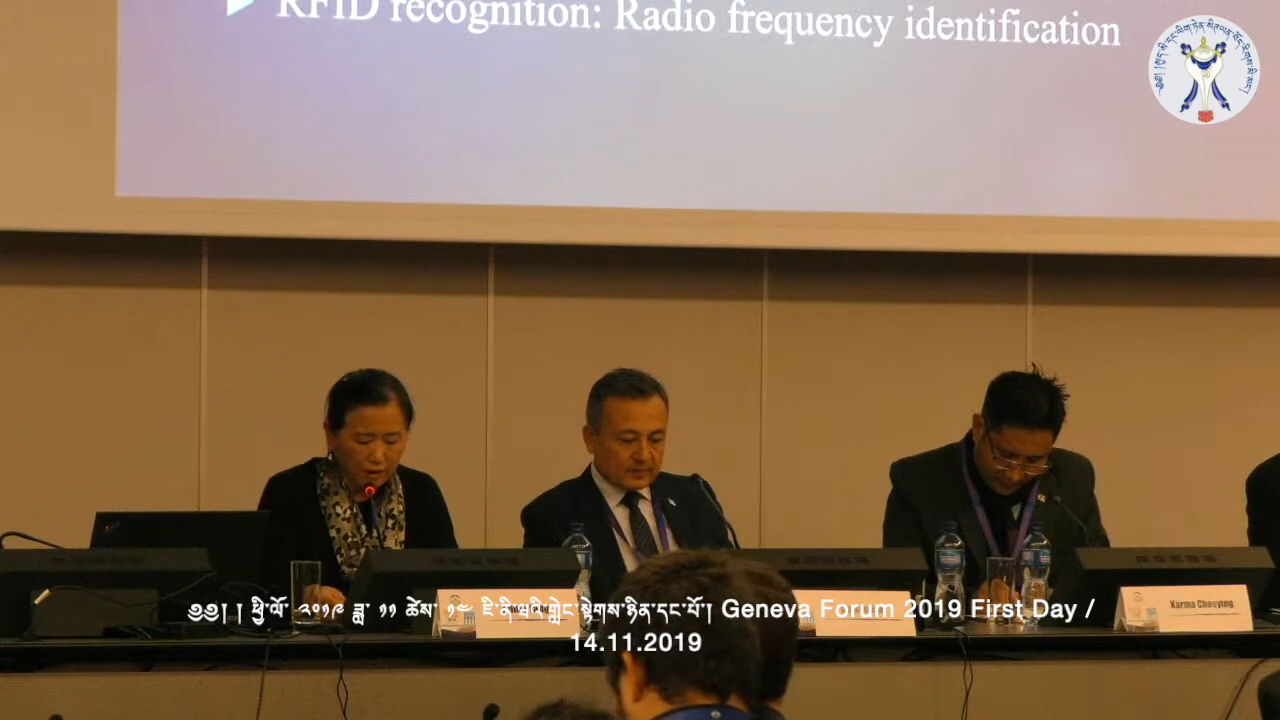 RFID recognition: Radio frequency identification
Karma Choeying
༄༅། ། ཕྱི་ལོ་ ༢༠༡༩ ཟླ་ ༡༡ ཚེས་ ༡༤ ཇི་ནི་ཝའི་གླེང་སྟེགས་ཉིན་དང་པོ། Geneva Forum 2019 First Day /
14.11.2019